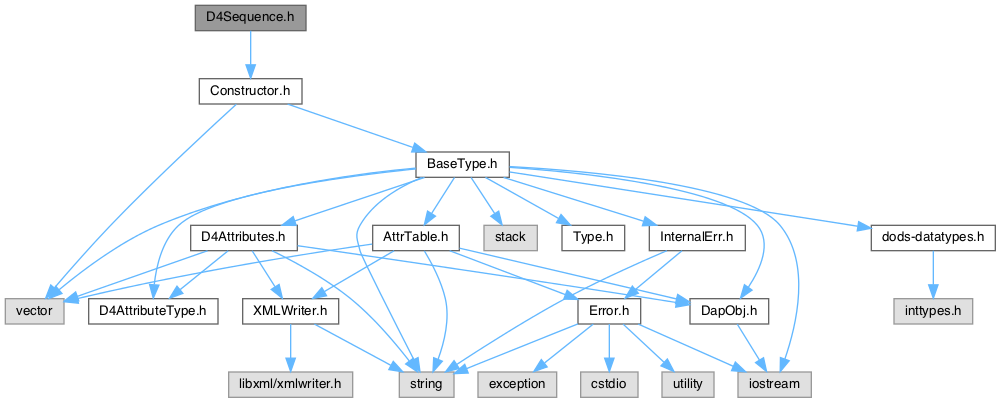 D4Sequence.h
Constructor.h
BaseType.h
D4Attributes.h
AttrTable.h
stack
Type.h
InternalErr.h
dods-datatypes.h
vector
D4AttributeType.h
XMLWriter.h
Error.h
DapObj.h
inttypes.h
libxml/xmlwriter.h
string
exception
cstdio
utility
iostream